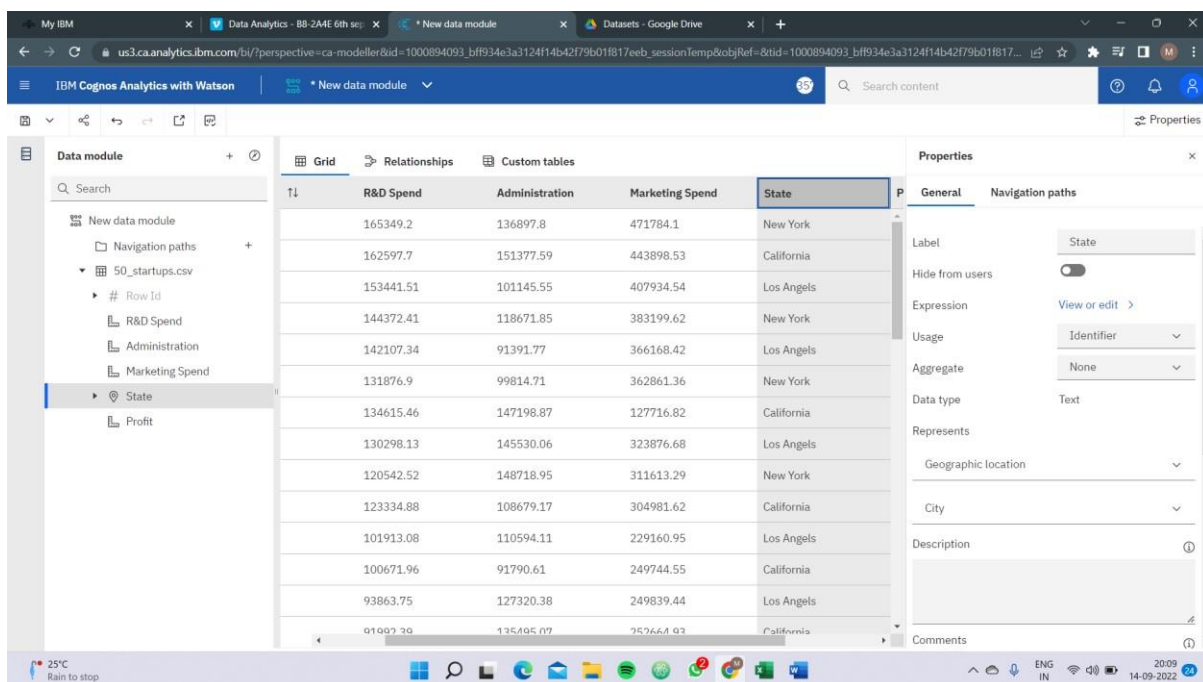 My IBM
Data Analytics - B8-2A4E 6th sep
* New data module
Datasets - Google Drive
us3.ca.analytics.ibm.com/bi/?perspective=ca-modeller&id=1000894093_bff934e3a3124f14b42f79b01f817eeb_sessionTemp&objRef=&tid=1000894093_bff934e3a3124f14b42f79b01f817...
M
IBM Cognos Analytics with Watson
* New data module
Search content
Properties
Data module
Search
New data module
Navigation paths
50_startups.csv
# Row Id
R&D Spend
Administration
Marketing Spend
State
Profit
Grid Relationships Custom tables
R&D Spend Administration Marketing Spend State P
165349.2 136897.8 471784.1 New York
162597.7 151377.59 443898.53 California
153441.51 101145.55 407934.54 Los Angels
144372.41 118671.85 383199.62 New York
142107.34 91391.77 366168.42 Los Angels
131876.9 99814.71 362861.36 New York
134615.46 147198.87 127716.82 California
130298.13 145530.06 323876.68 Los Angels
120542.52 148718.95 311613.29 New York
123334.88 108679.17 304981.62 California
101913.08 110594.11 229160.95 Los Angels
100671.96 91790.61 249744.55 California
93863.75 127320.38 249839.44 Los Angels
91992.39 135495.07 252664.93 California
Properties
General Navigation paths
Label State
Hide from users
Expression View or edit >
Usage Identifier
Aggregate None
Data type Text
Represents
Geographic location
City
Description
Comments
25°C
Rain to stop
2
M
ENG
IN
20:09
14-09-2022
24